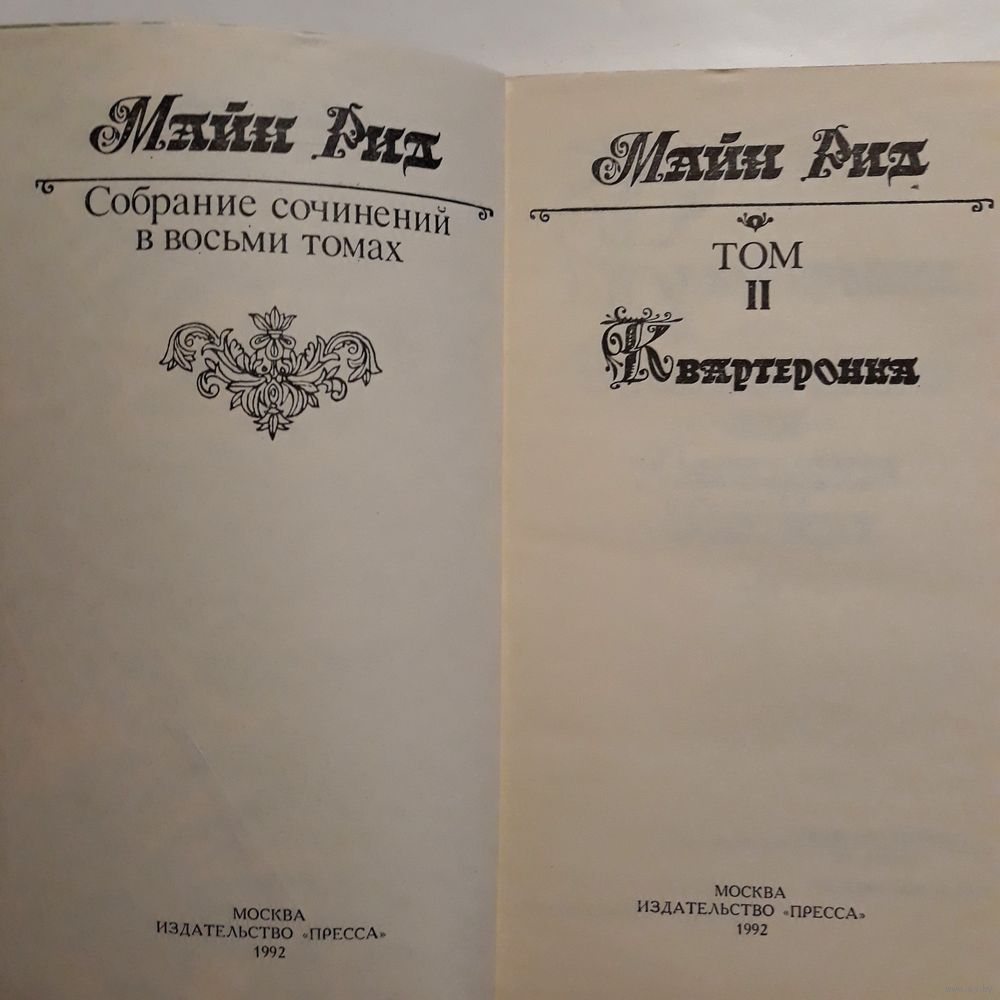 Майн Рид
Собрание сочинений
в восьми томах
МОСКВА
ИЗДАТЕЛЬСТВО «ПРЕССА»
1992
Майн Рид
ТОМ
II
Квартеронка
МОСКВА
ИЗДАТЕЛЬСТВО «ПРЕССА»
1992